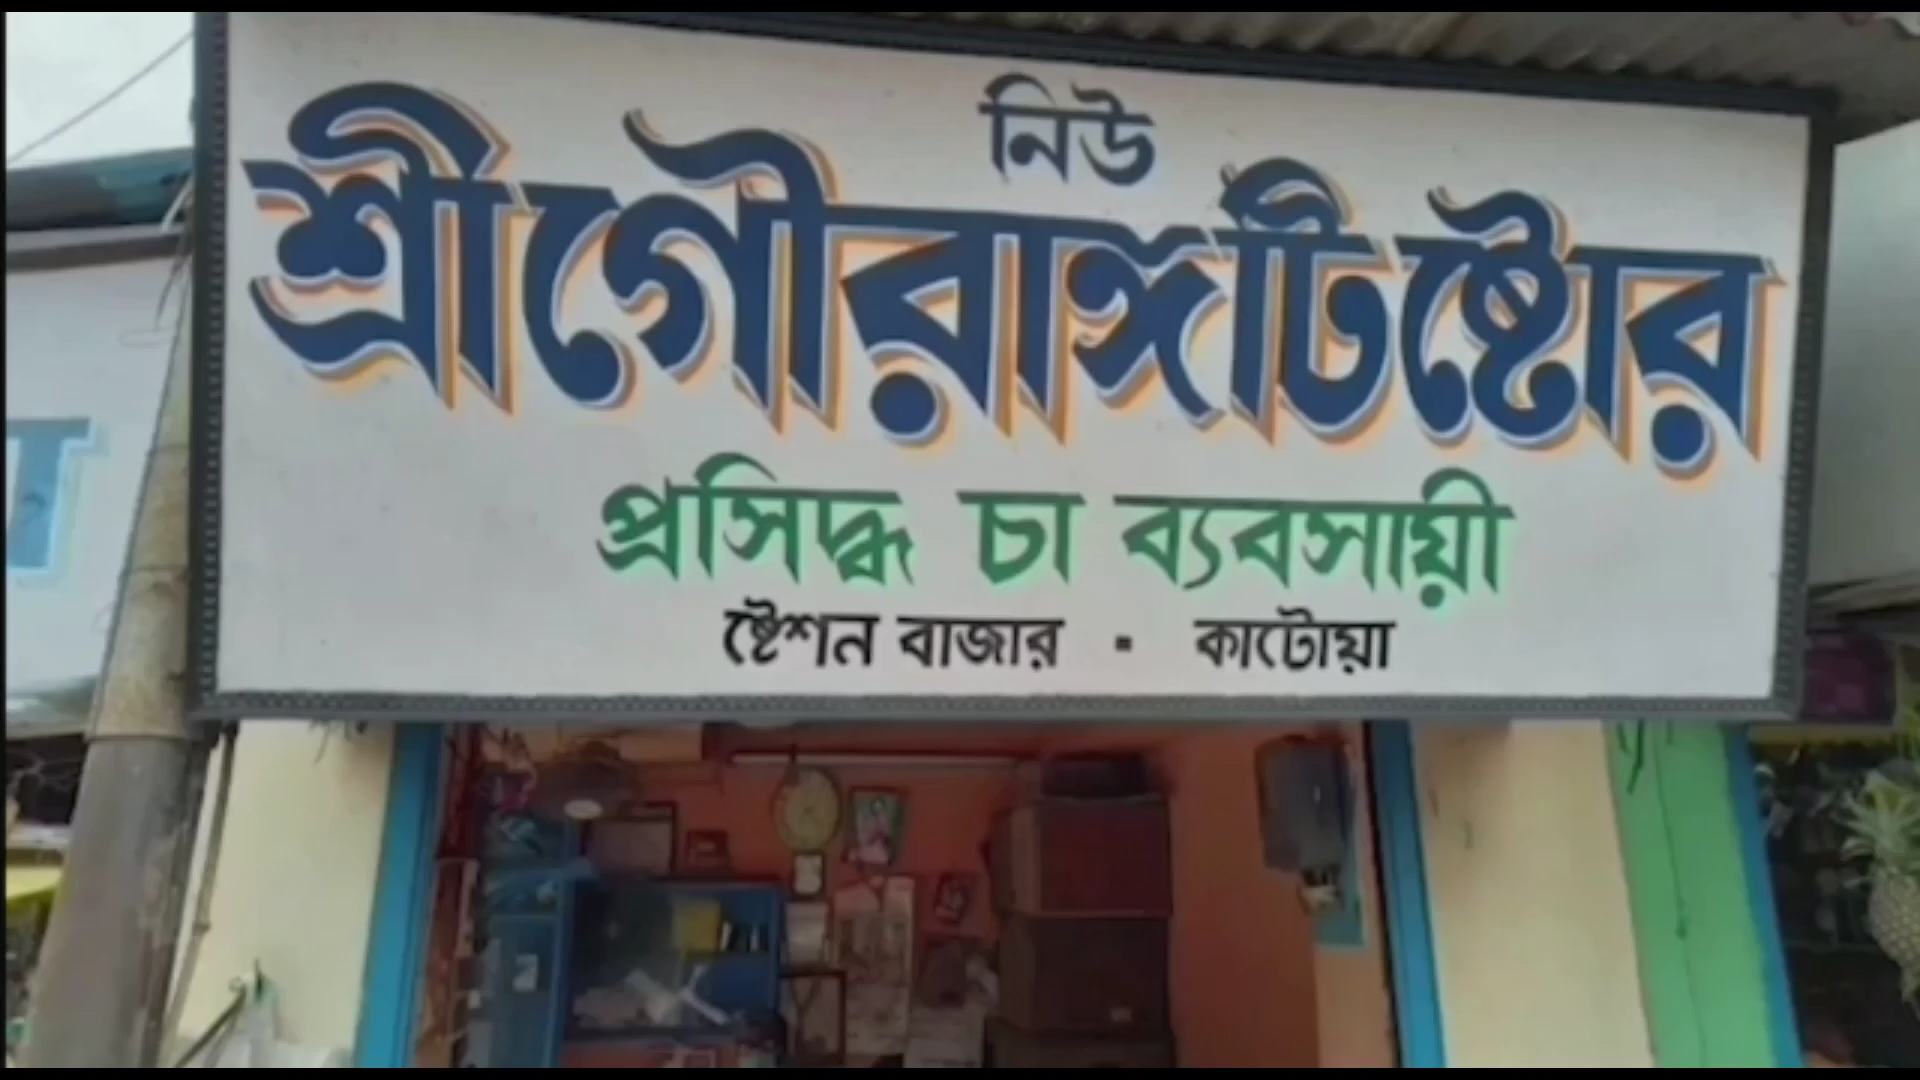 নিউ
শ্রীগৌরাঙ্গটিষ্টোর
প্রসিদ্ধ চা ব্যবসায়ী
ষ্টেশন বাজার ▪ কাটোয়া